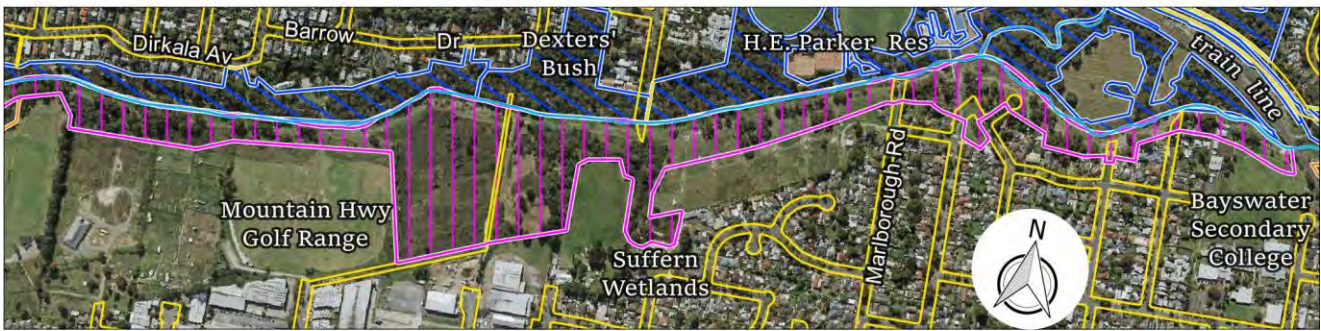 Dirkala Av
Barrow
Dr
Dexters'
Bush
H.E. Parker Res
train line
Mountain Hwy
Golf Range
Suffern
Wetlands
Marlborough Rd
N
Bayswater
Secondary
College